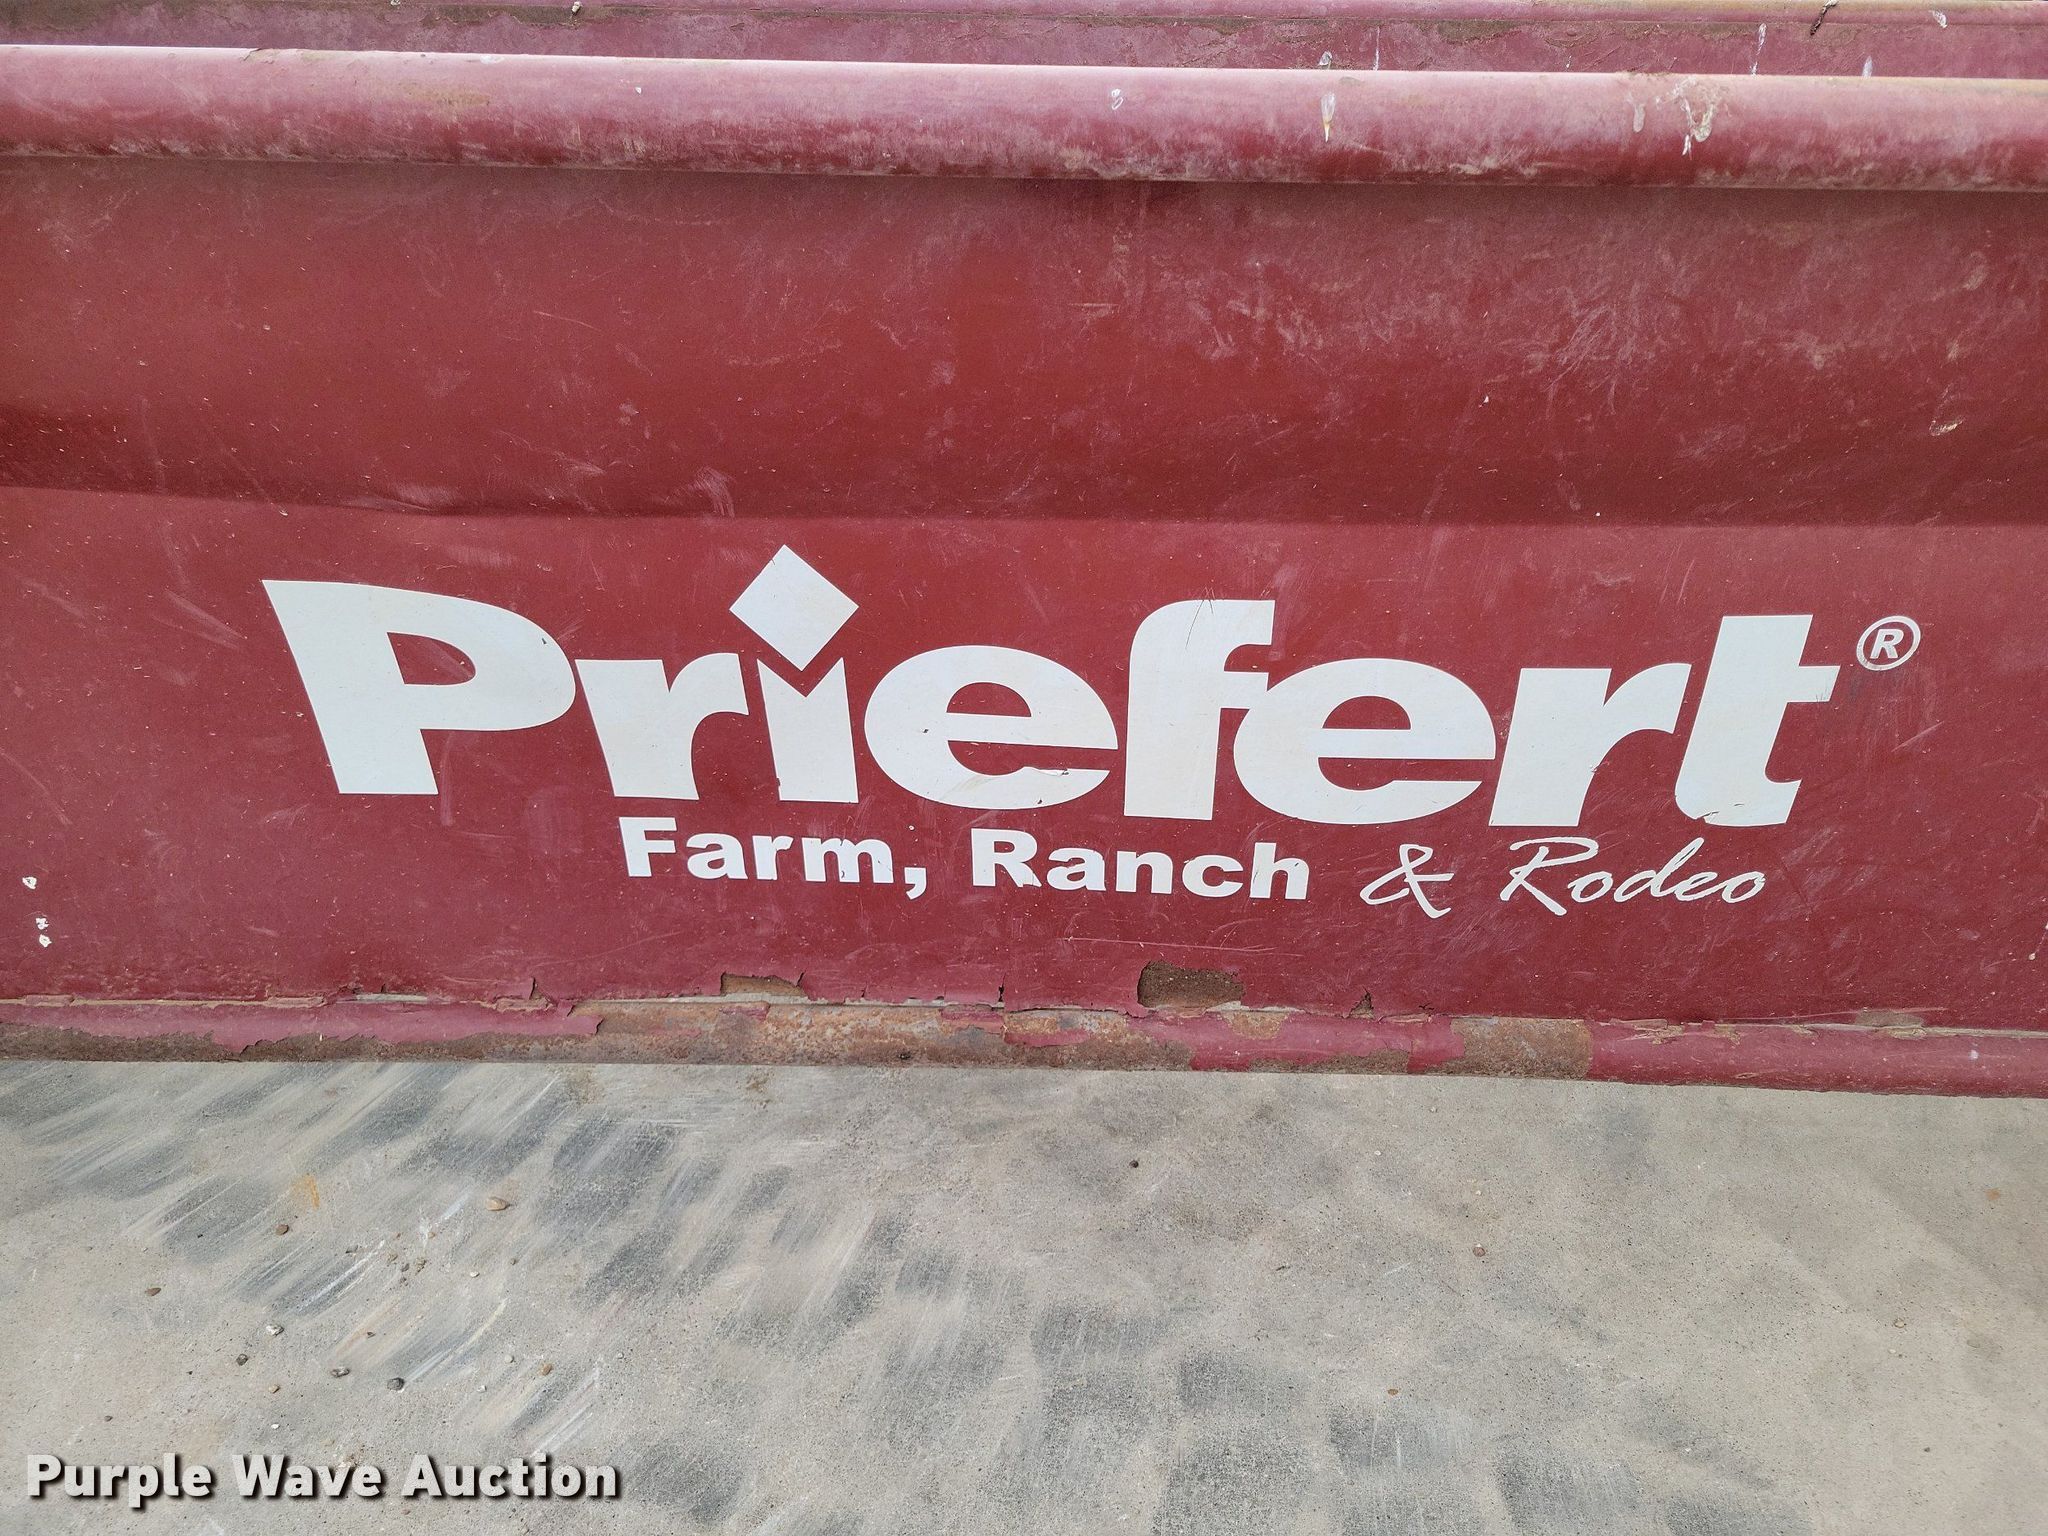 Priefert®
Farm, Ranch & Rodeo
Purple Wave Auction